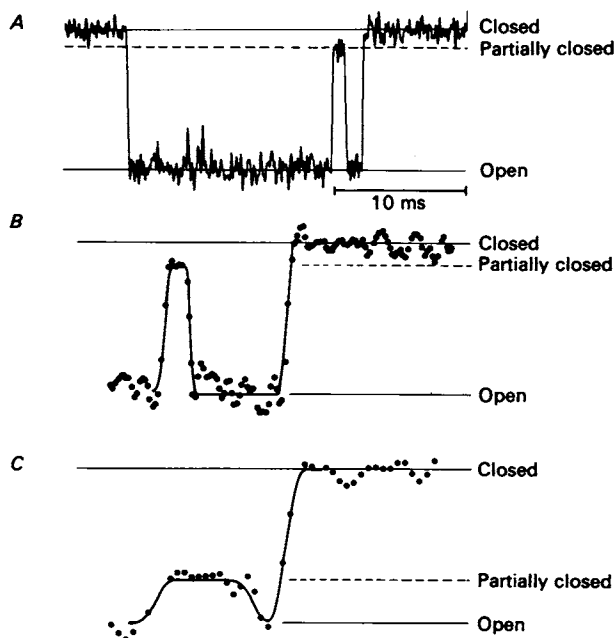 A
Closed
Partially closed
Open
10 ms
B
Closed
Partially closed
Open
C
Closed
Partially closed
Open